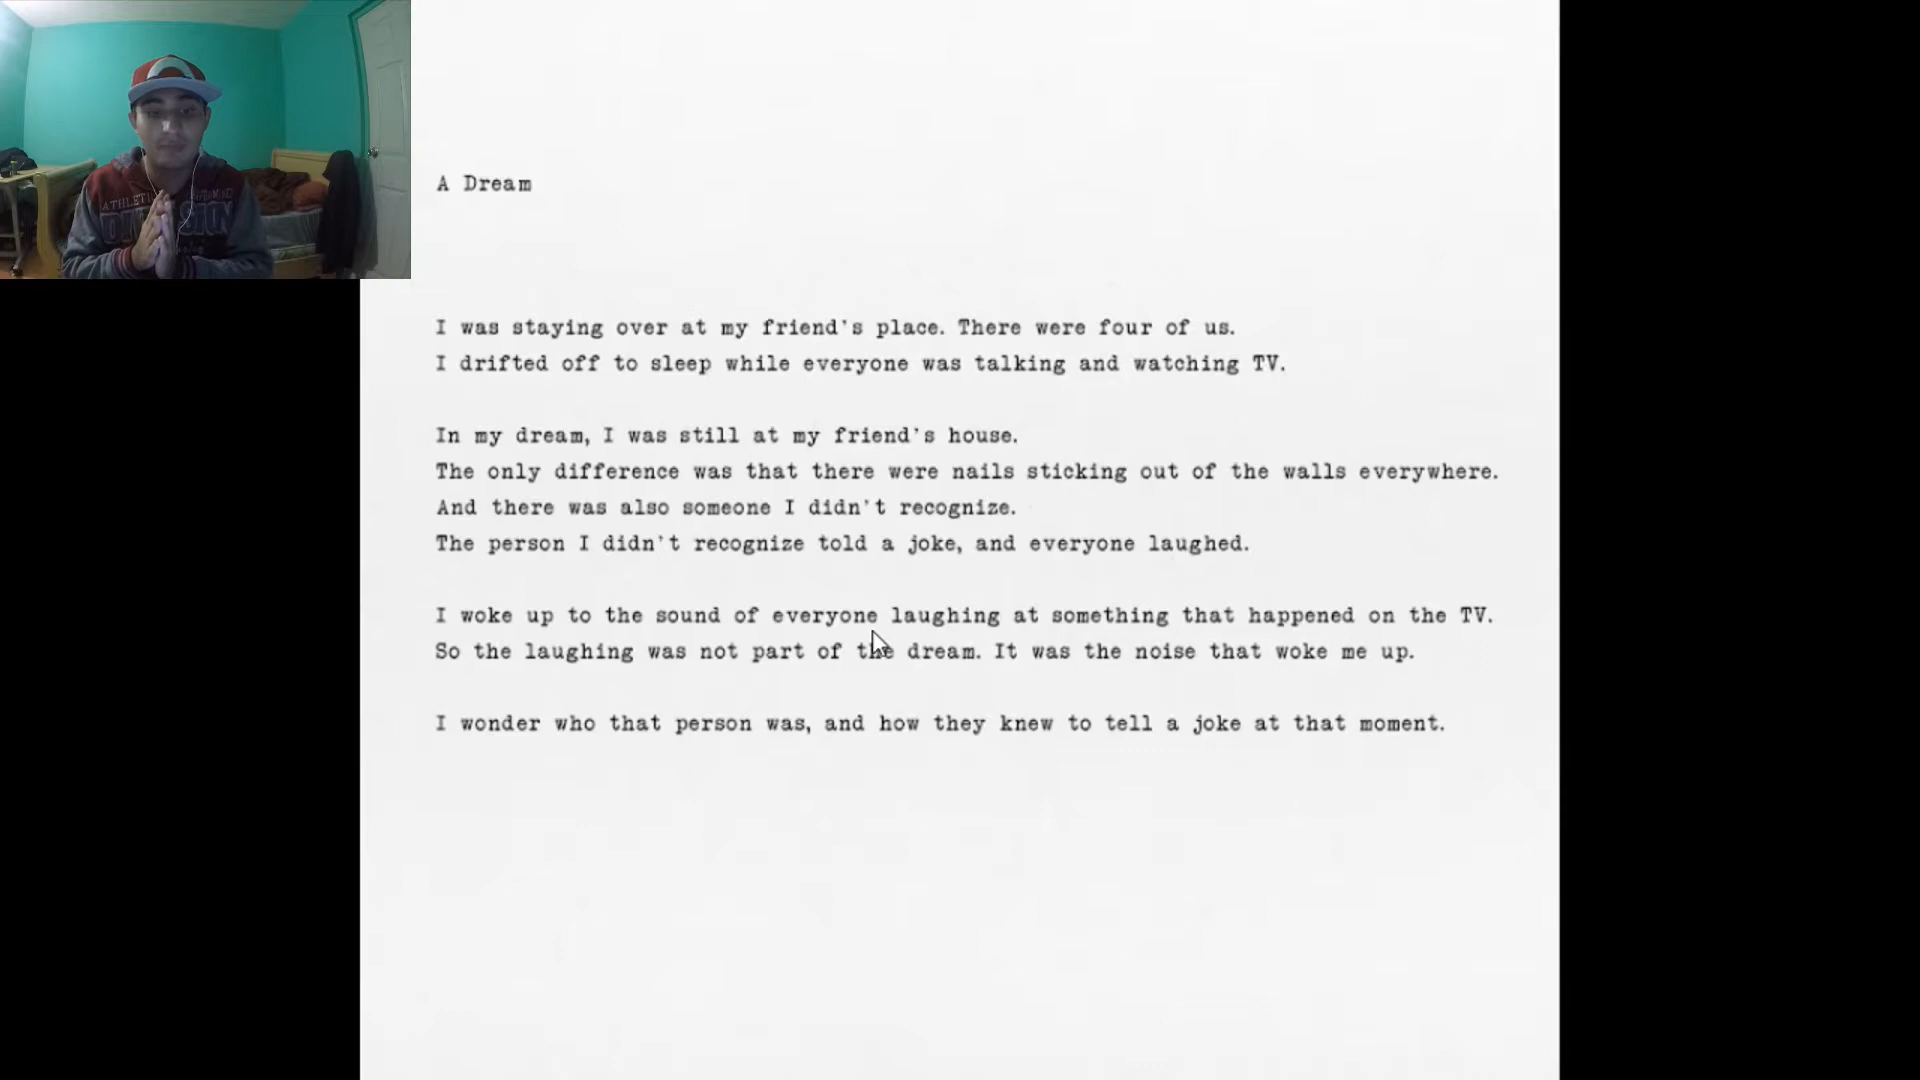 A Dream
I was staying over at my friend's place. There were four of us.
I drifted off to sleep while everyone was talking and watching TV.
In my dream, I was still at my friend's house.
The only difference was that there were nails sticking out of the walls everywhere.
And there was also someone I didn't recognize.
The person I didn't recognize told a joke, and everyone laughed.
I woke up to the sound of everyone laughing at something that happened on the TV.
So the laughing was not part of the dream. It was the noise that woke me up.
I wonder who that person was, and how they knew to tell a joke at that moment.